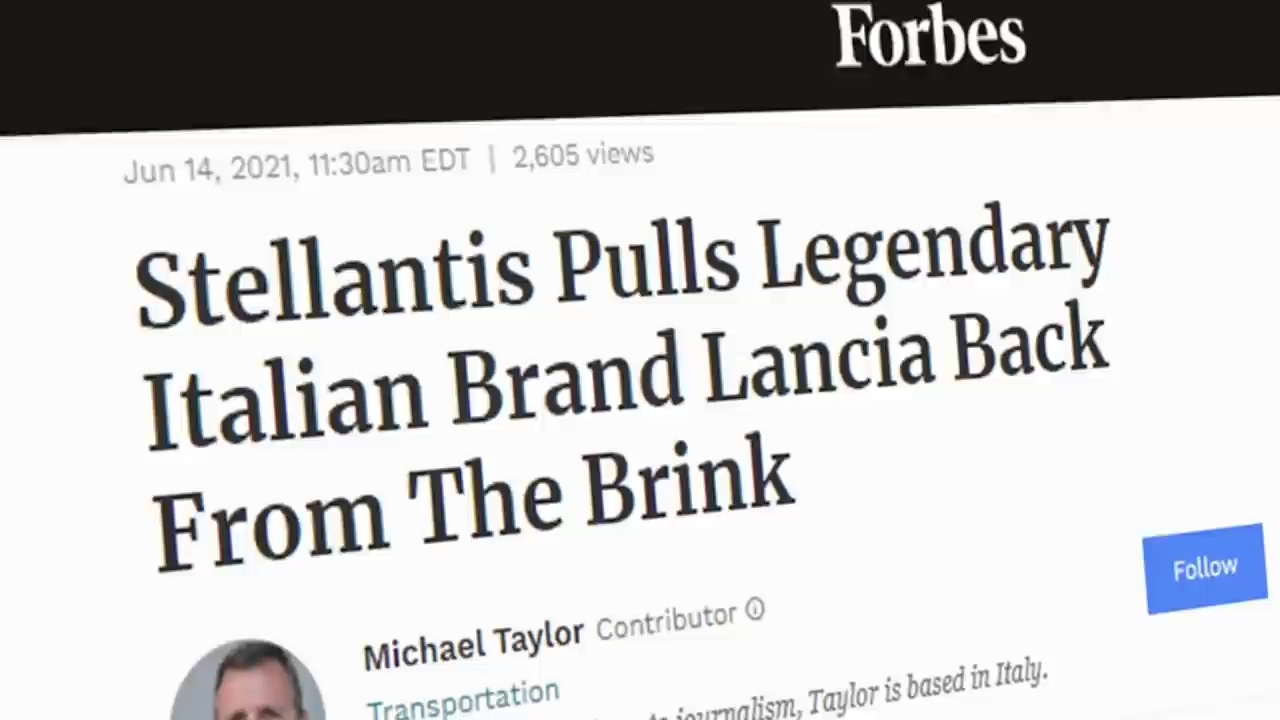 Forbes
Jun 14, 2021, 11:30am EDT | 2,605 views
Stellantis Pulls Legendary
Italian Brand Lancia Back
From The Brink
Follow
Michael Taylor Contributor
Transportation
journalism, Taylor is based in Italy.